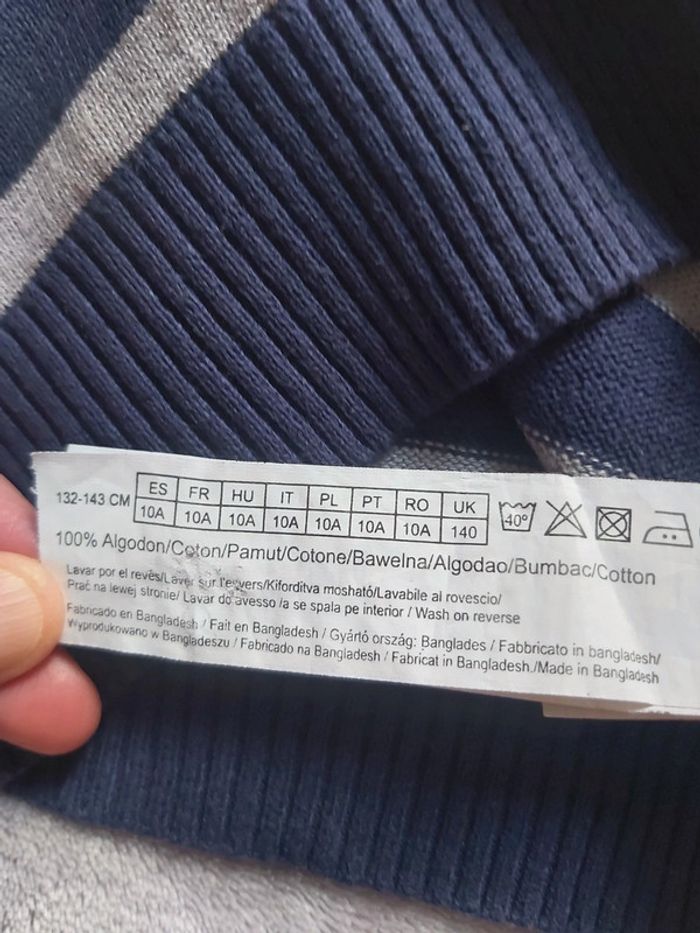 132-143 CM ES FR HU IT PL PT RO UK
10A 10A 10A 10A 10A 10A 10A 140
40º
100% Algodon/Coton/Pamut/Cotone/Bawelna/Algodao/Bumbac/Cotton
Lavar por el revès/Laver sur l'envers/Kifordítva mosható/Lavabile al rovescio/
Prać na lewej stronie/ Lavar do avesso /a se spala pe interior / Wash on reverse
Fabricado en Bangladesh / Fait en Bangladesh / Gyártó ország: Banglades / Fabbricato in bangladesh/
Wyprodukowano w Bangladeszu / Fabricado na Bangladesh / Fabricat in Bangladesh./Made in Bangladesh